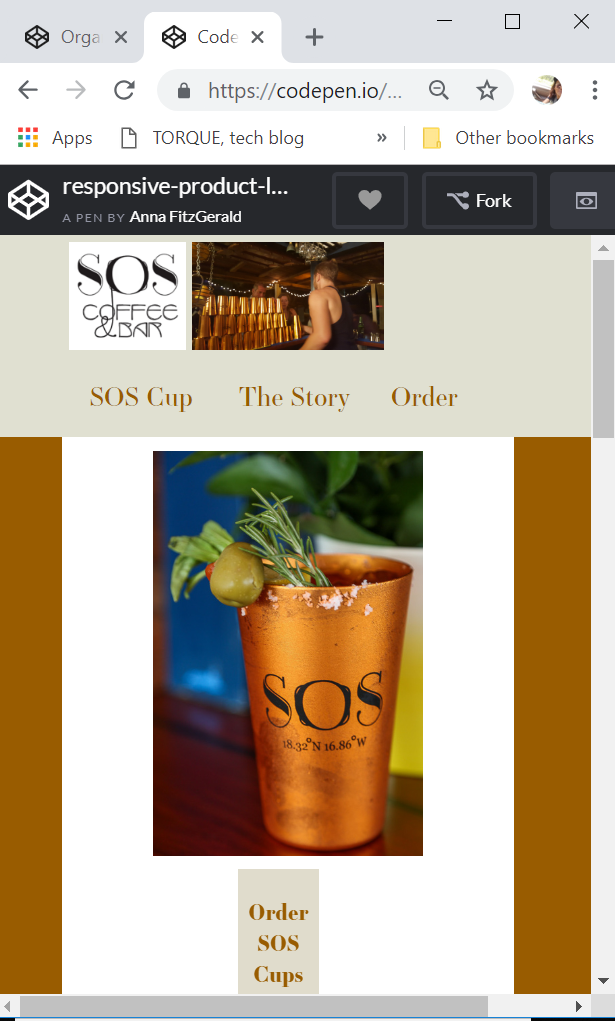 Orga
Code
https://codepen.io/...
Apps
TORQUE, tech blog
»
Other bookmarks
responsive-product-l...
A PEN BY Anna FitzGerald
Fork
SOS
COFFEE
&BAR
SOS Cup The Story Order
SOS
18.32°N 16.86°W
Order
SOS
Cups